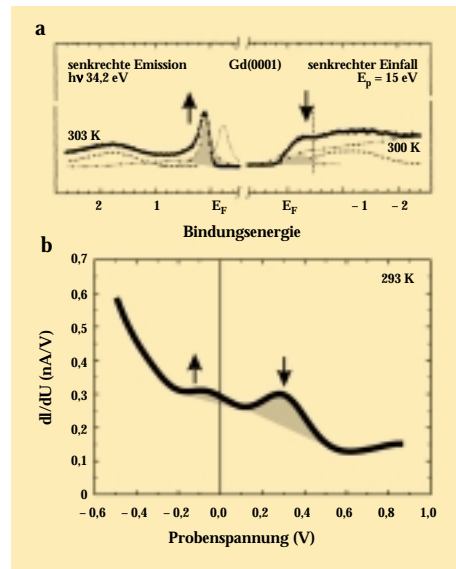 a
senkrechte Emission Gd(0001) senkrechter Einfall
hν 34,2 eV Eₚ = 15 eV
303 K 300 K
2 1 E_F E_F – 1 – 2
Bindungsenergie
b
0,7
293 K
0,6
0,5
0,4
0,3
0,2
0,1
0
dI/dU (nA/V)
– 0,6 – 0,4 – 0,2 0,0 0,2 0,4 0,6 0,8 1,0
Probenspannung (V)